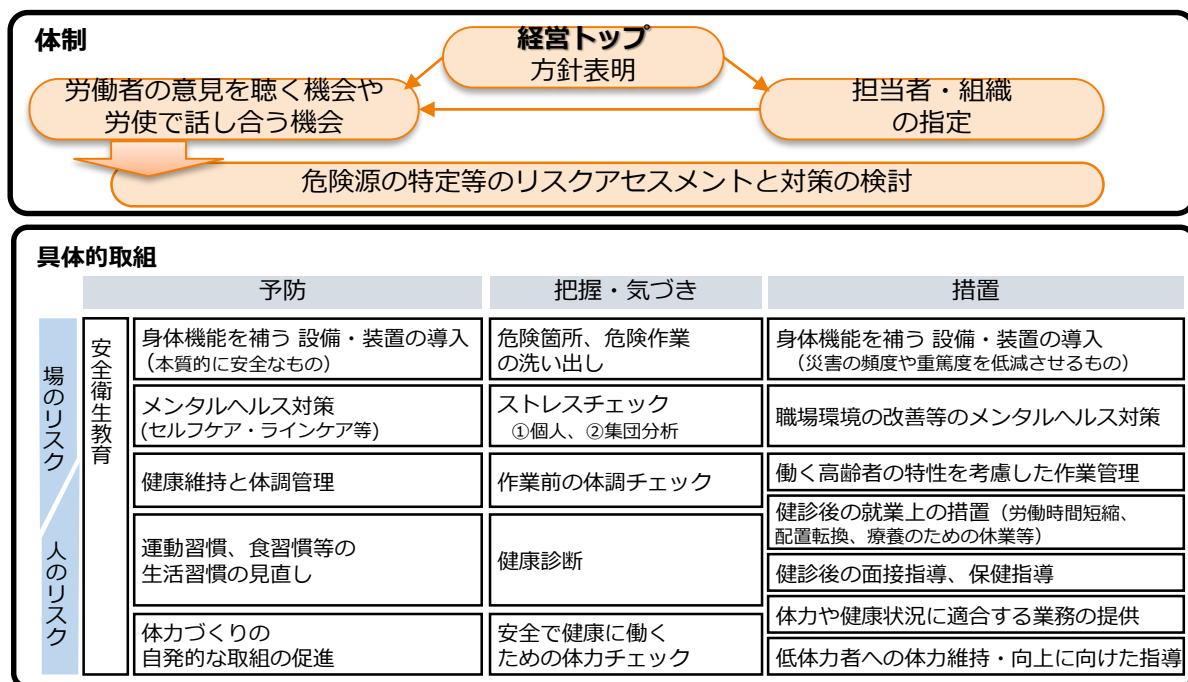 体制
経営トップ
方針表明
労働者の意見を聴く機会や
労使で話し合う機会
担当者・組織
の指定
危険源の特定等のリスクアセスメントと対策の検討
具体的取組
予防
把握・気づき
措置
場のリスク
人のリスク
安全衛生教育
身体機能を補う 設備・装置の導入
（本質的に安全なもの）
危険箇所、危険作業
の洗い出し
身体機能を補う 設備・装置の導入
（災害の頻度や重篤度を低減させるもの）
メンタルヘルス対策
(セルフケア・ラインケア等)
ストレスチェック
①個人、②集団分析
職場環境の改善等のメンタルヘルス対策
健康維持と体調管理
作業前の体調チェック
働く高齢者の特性を考慮した作業管理
運動習慣、食習慣等の
生活習慣の見直し
健康診断
健診後の就業上の措置（労働時間短縮、
配置転換、療養のための休業等）
健診後の面接指導、保健指導
体力づくりの
自発的な取組の促進
安全で健康に働く
ための体力チェック
体力や健康状況に適合する業務の提供
低体力者への体力維持・向上に向けた指導